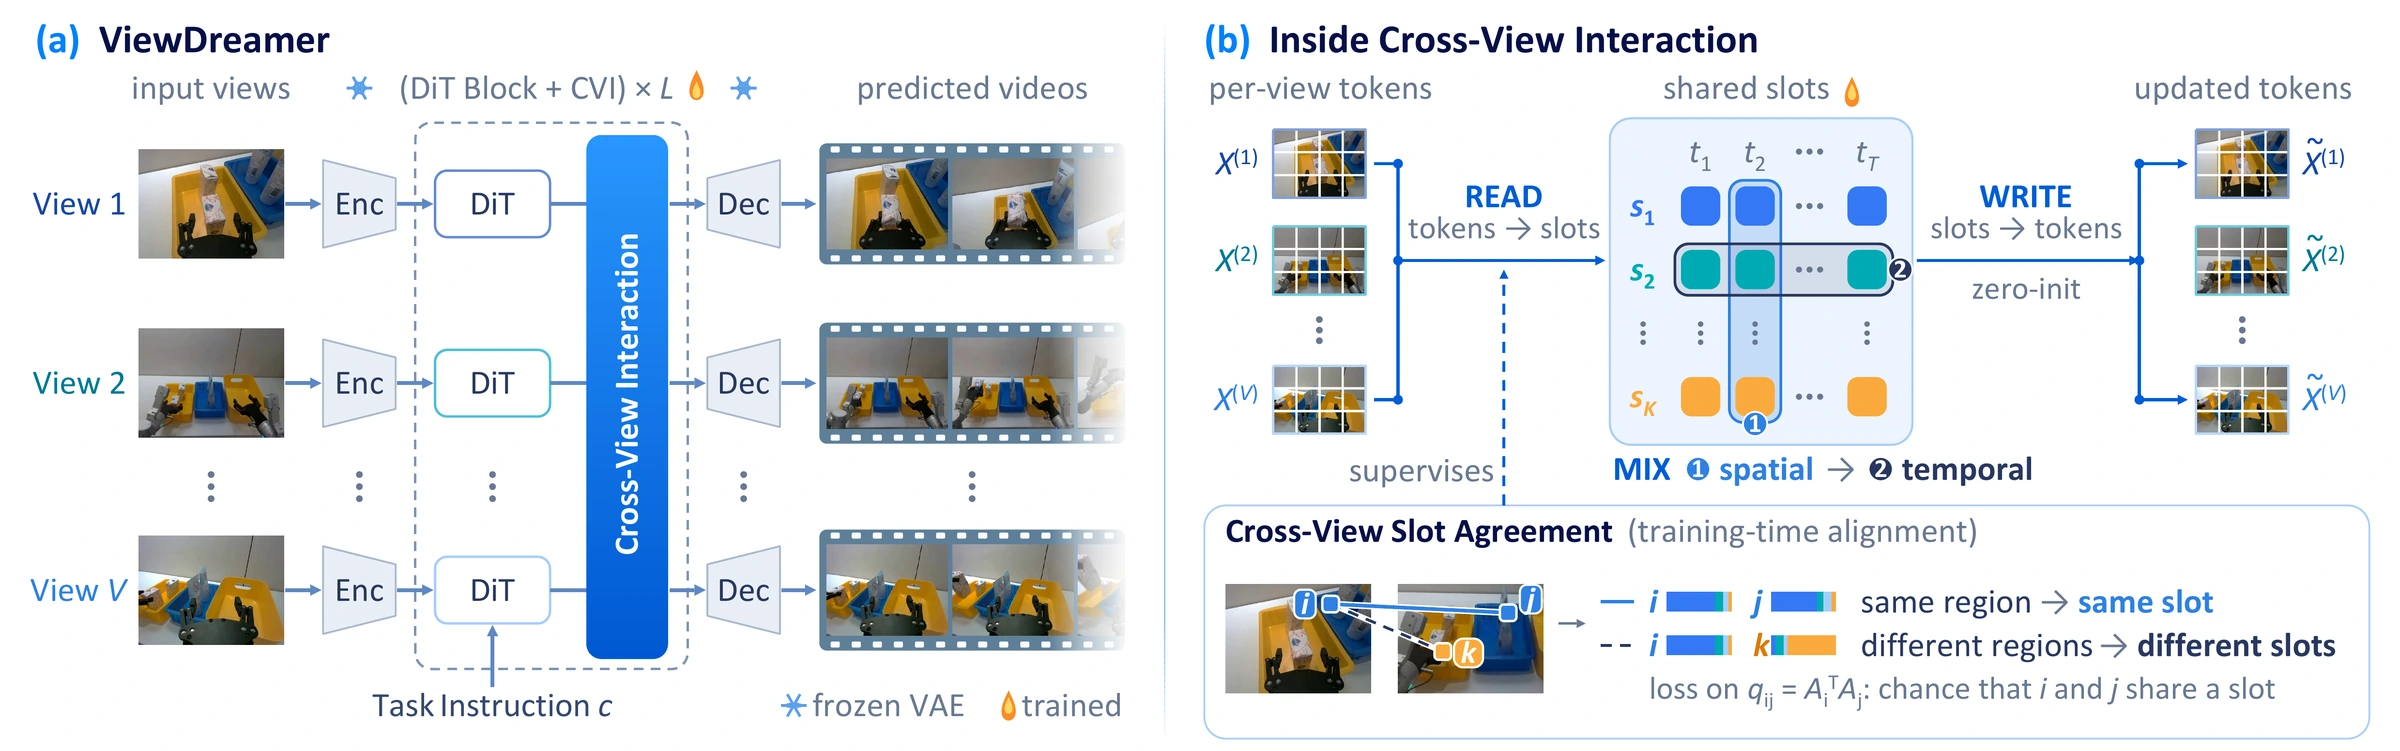 (a) ViewDreamer
input views
(DiT Block + CVI) × L
predicted videos
View 1
Enc
DiT
Dec
View 2
Enc
DiT
Dec
View V
Enc
DiT
Dec
Cross-View Interaction
Task Instruction c
frozen VAE
trained
(b) Inside Cross-View Interaction
per-view tokens
shared slots
updated tokens
X(1)
X(2)
X(V)
READ
tokens → slots
t1 t2 ··· tT
s1
s2
sK
2
1
WRITE
slots → tokens
zero-init
X̃(1)
X̃(2)
X̃(V)
supervises
MIX ❶ spatial → ❷ temporal
Cross-View Slot Agreement (training-time alignment)
i
j
k
i j same region → same slot
i k different regions → different slots
loss on qij = AiᵀAj: chance that i and j share a slot